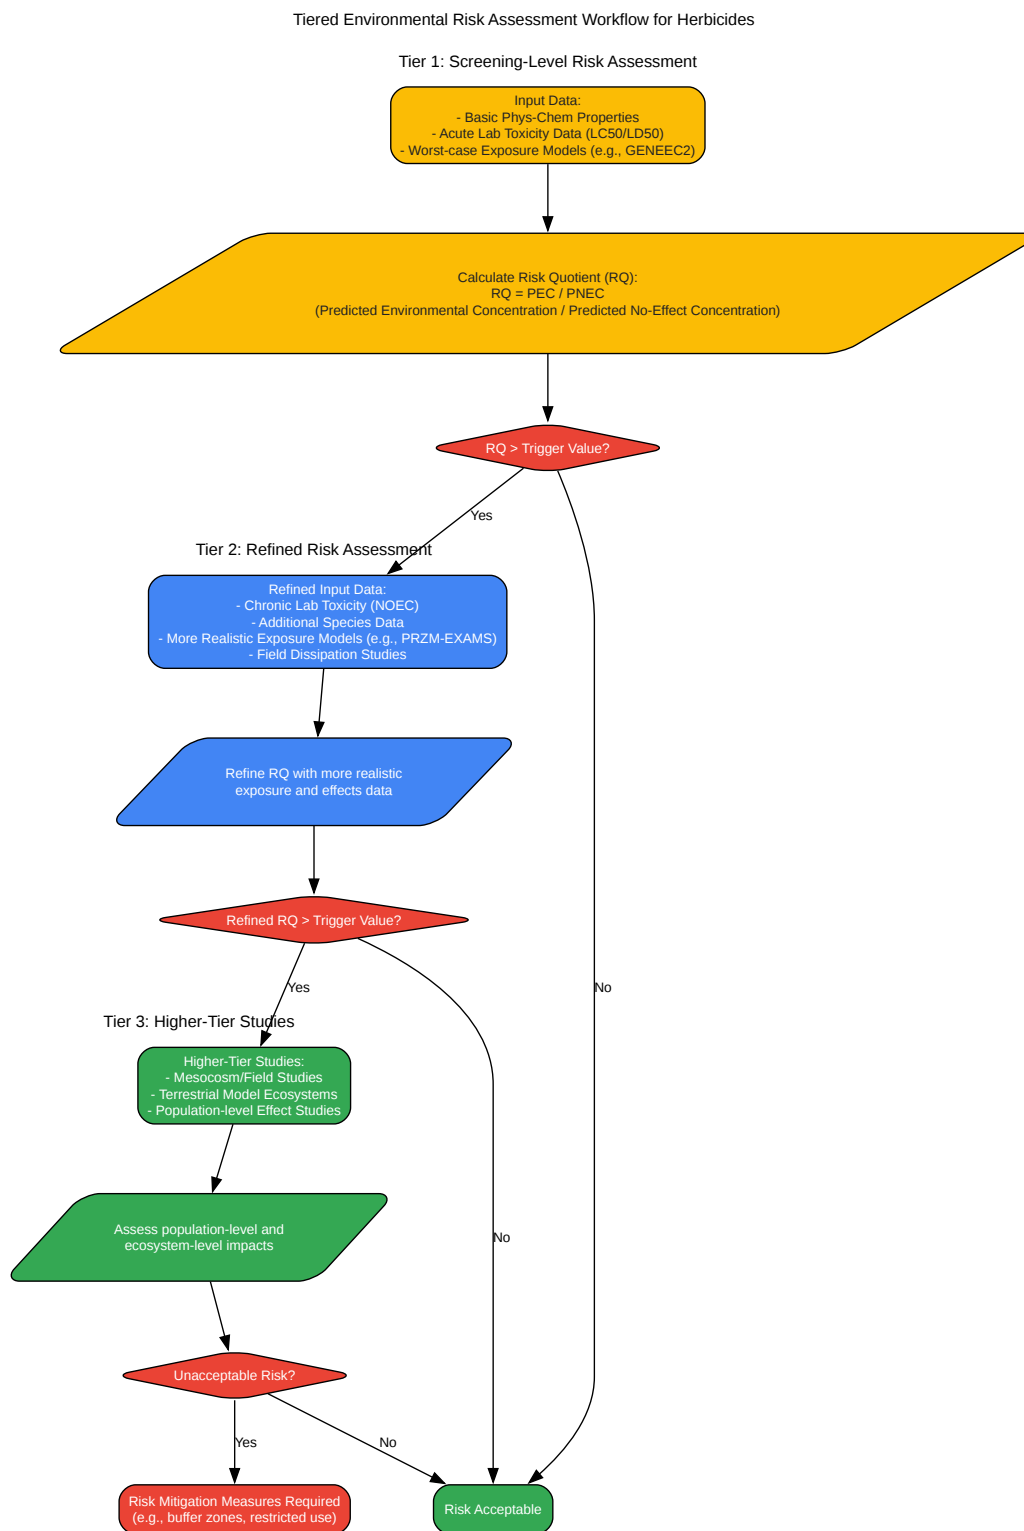 Tiered Environmental Risk Assessment Workflow for Herbicides
Tier 1: Screening-Level Risk Assessment
Input Data:
- Basic Phys-Chem Properties
- Acute Lab Toxicity Data (LC50/LD50)
- Worst-case Exposure Models (e.g., GENEEC2)
Calculate Risk Quotient (RQ):
RQ = PEC / PNEC
(Predicted Environmental Concentration / Predicted No-Effect Concentration)
RQ > Trigger Value?
Yes
Tier 2: Refined Risk Assessment
Refined Input Data:
- Chronic Lab Toxicity (NOEC)
- Additional Species Data
- More Realistic Exposure Models (e.g., PRZM-EXAMS)
- Field Dissipation Studies
Refine RQ with more realistic
exposure and effects data
Refined RQ > Trigger Value?
Yes
No
Tier 3: Higher-Tier Studies
Higher-Tier Studies:
- Mesocosm/Field Studies
- Terrestrial Model Ecosystems
- Population-level Effect Studies
Assess population-level and
ecosystem-level impacts
No
Unacceptable Risk?
Yes
No
Risk Mitigation Measures Required
(e.g., buffer zones, restricted use)
Risk Acceptable